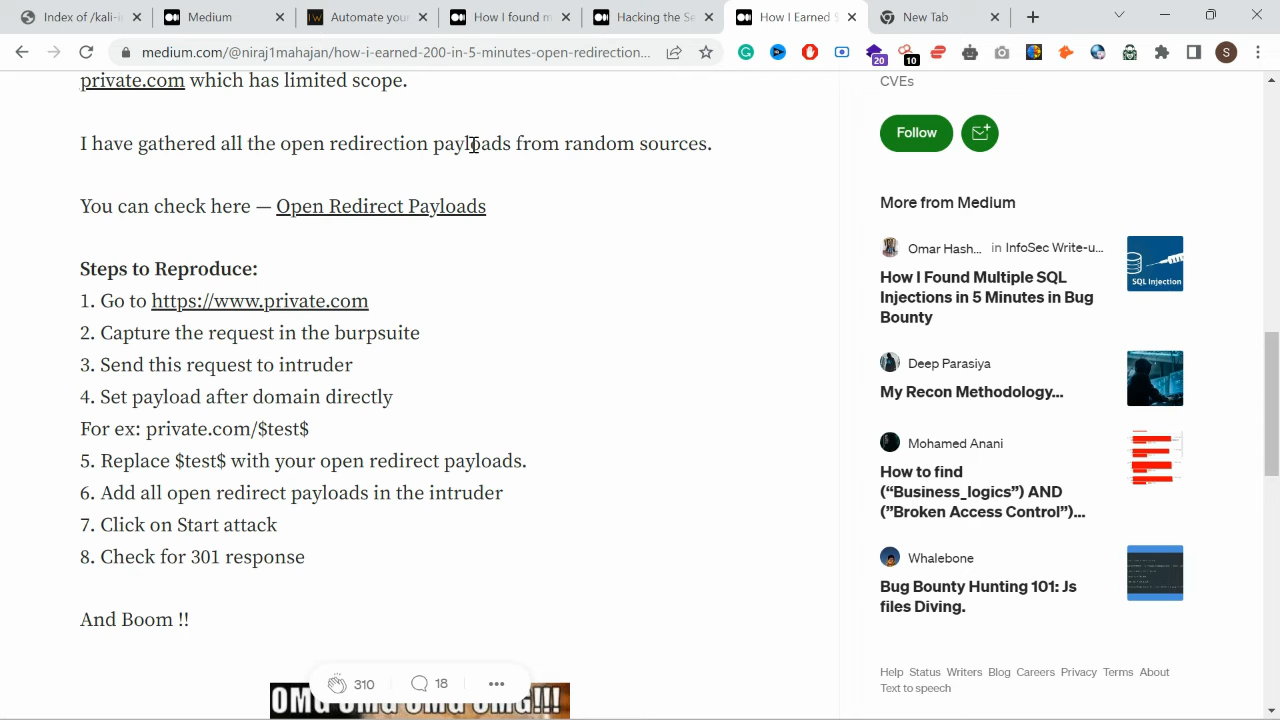 Index of /kali-i
Medium
Automate your
How I found m
Hacking the Se
How I Earned $
New Tab
medium.com/@niraj1mahajan/how-i-earned-200-in-5-minutes-open-redirection...
20
10
S
private.com which has limited scope.
I have gathered all the open redirection payloads from random sources.
You can check here — Open Redirect Payloads
Steps to Reproduce:
1. Go to https://www.private.com
2. Capture the request in the burpsuite
3. Send this request to intruder
4. Set payload after domain directly
For ex: private.com/$test$
5. Replace $test$ with your open redirect payloads.
6. Add all open redirect payloads in the intruder
7. Click on Start attack
8. Check for 301 response
And Boom !!
310
18
OMG OMG OMG OMG!!!
CVEs
Follow
More from Medium
Omar Hash... in InfoSec Write-u...
How I Found Multiple SQL
Injections in 5 Minutes in Bug
Bounty
SQL Injection
Deep Parasiya
My Recon Methodology...
Mohamed Anani
How to find
(“Business_logics”) AND
(”Broken Access Control”)...
Whalebone
Bug Bounty Hunting 101: Js
files Diving.
Help Status Writers Blog Careers Privacy Terms About
Text to speech